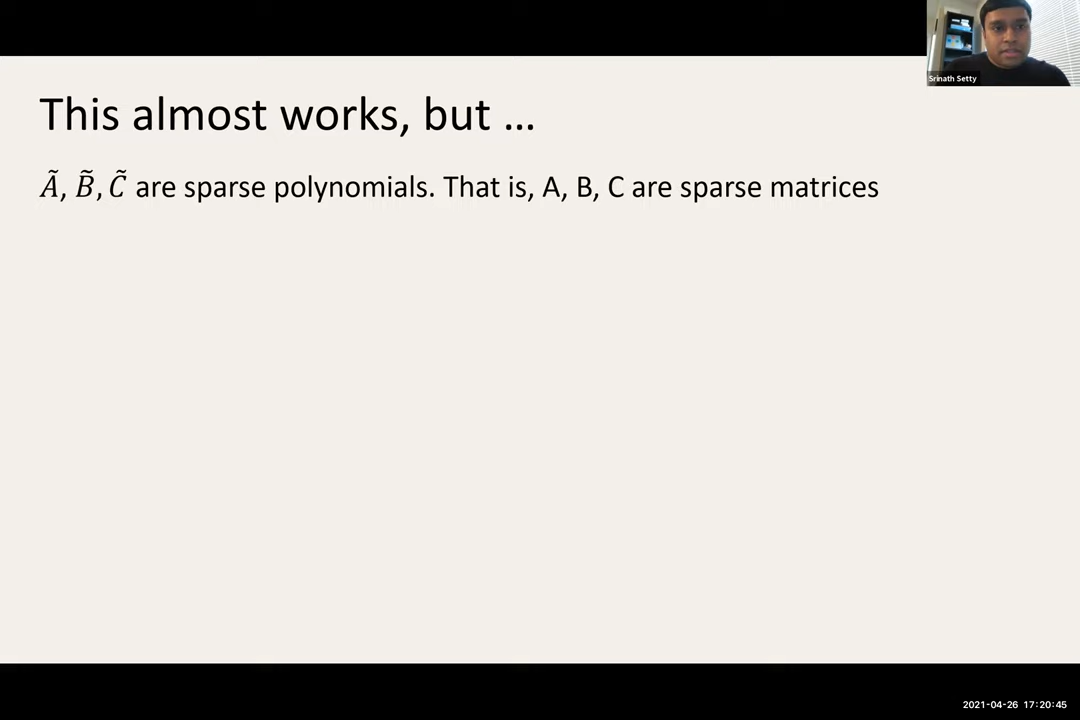 Srinath Setty
This almost works, but …
Ã, B̃, C̃ are sparse polynomials. That is, A, B, C are sparse matrices
2021-04-26 17:20:45